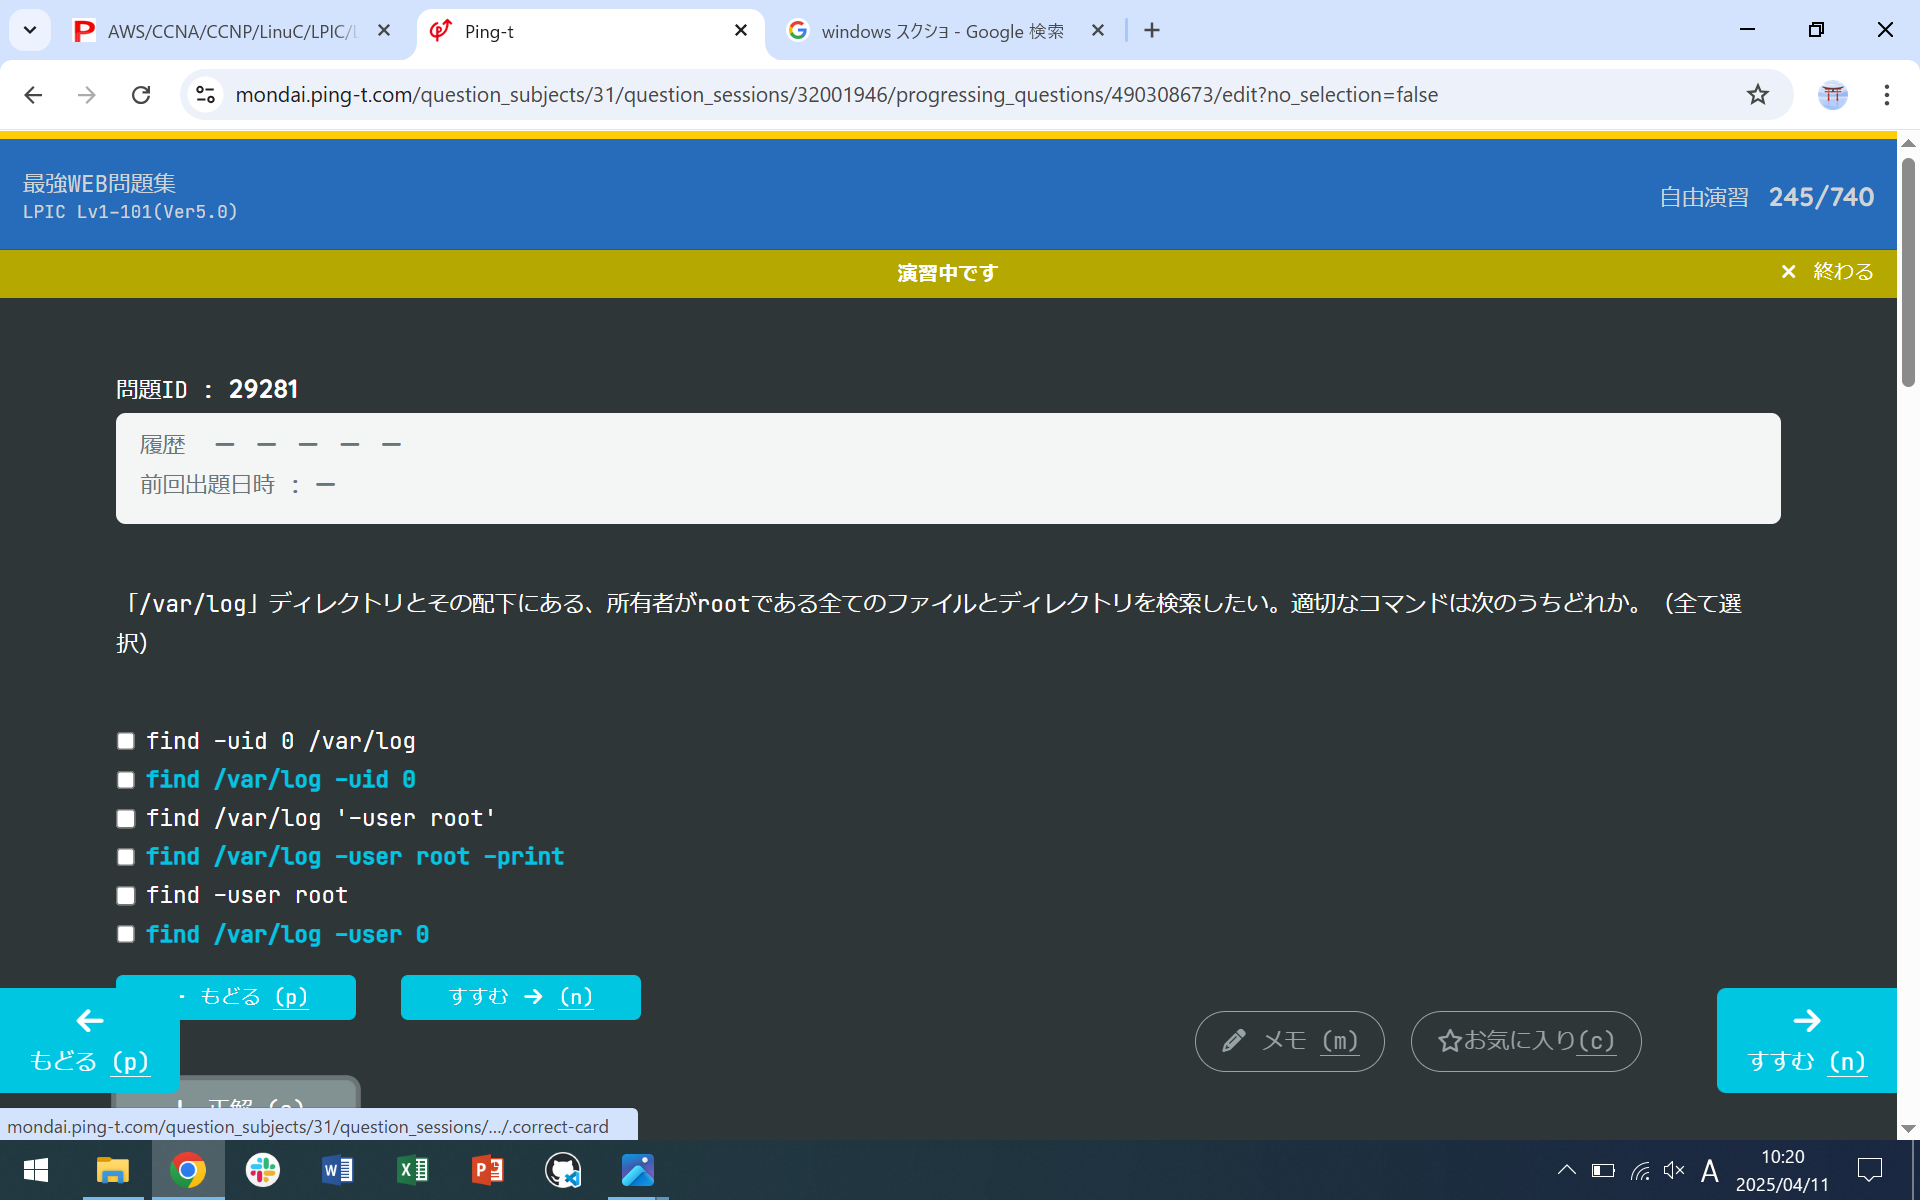 AWS/CCNA/CCNP/LinuC/LPIC/
Ping-t
windows スクショ - Google 検索
mondai.ping-t.com/question_subjects/31/question_sessions/32001946/progressing_questions/490308673/edit?no_selection=false
最強WEB問題集
LPIC Lv1-101(Ver5.0)
自由演習 245/740
演習中です
× 終わる
問題ID : 29281
履歴 ー ー ー ー ー
前回出題日時 : ー
「/var/log」ディレクトリとその配下にある、所有者がrootである全てのファイルとディレクトリを検索したい。適切なコマンドは次のうちどれか。（全て選
択）
find -uid 0 /var/log
find /var/log -uid 0
find /var/log '-user root'
find /var/log -user root -print
find -user root
find /var/log -user 0
もどる (p)
すすむ → (n)
← もどる (p)
メモ (m)
☆お気に入り(c)
→ すすむ (n)
正解
mondai.ping-t.com/question_subjects/31/question_sessions/.../.correct-card
A
10:20
2025/04/11